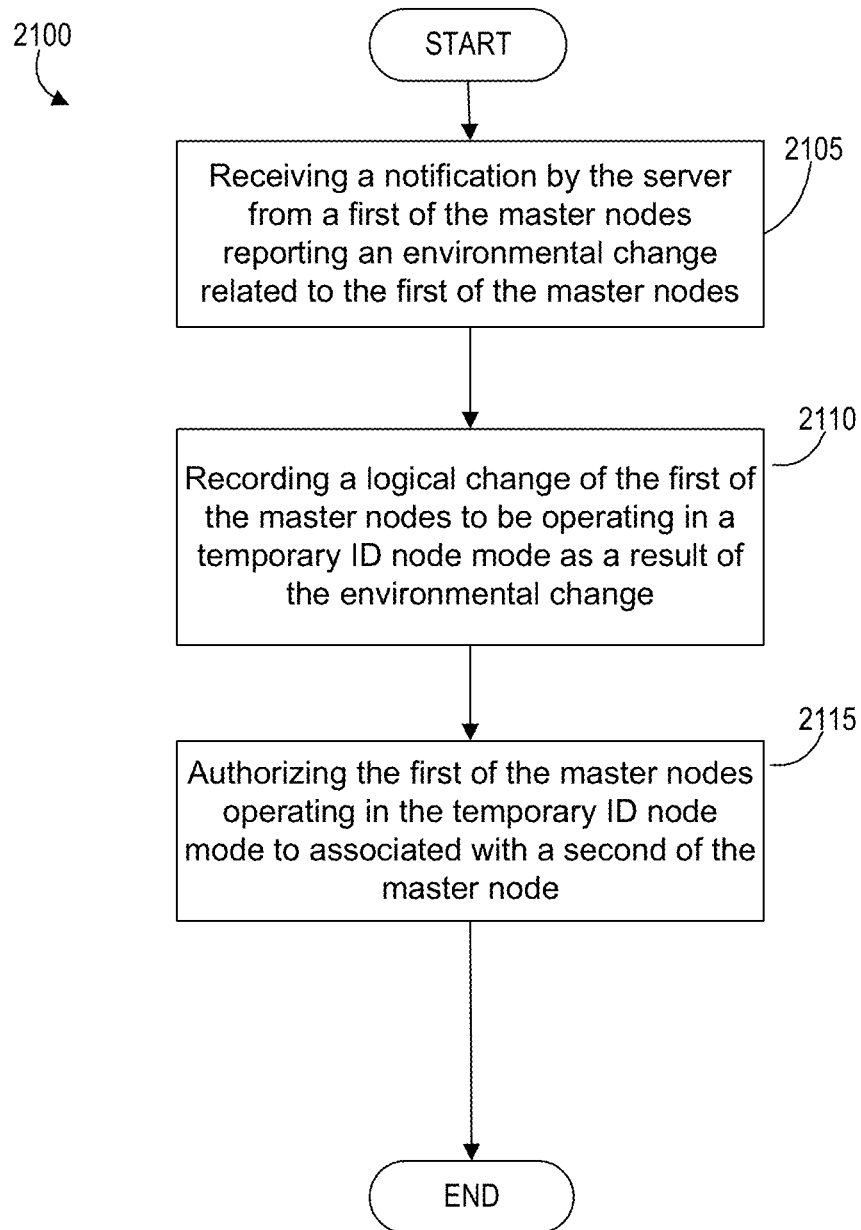 2100
START
2105
Receiving a notification by the server
from a first of the master nodes
reporting an environmental change
related to the first of the master nodes
2110
Recording a logical change of the first of
the master nodes to be operating in a
temporary ID node mode as a result of
the environmental change
2115
Authorizing the first of the master nodes
operating in the temporary ID node
mode to associated with a second of the
master node
END